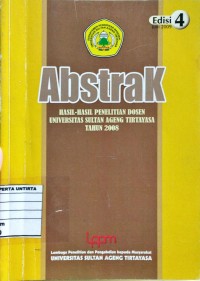 Edisi 4
AbstraK
HASIL-HASIL PENELITIAN DOSEN
UNIVERSITAS SULTAN AGENG TIRTAYASA
TAHUN 2008
PERTA UNTIRTA
lppm
Lembaga Penelitian dan Pengabdian kepada Masyarakat
UNIVERSITAS SULTAN AGENG TIRTAYASA